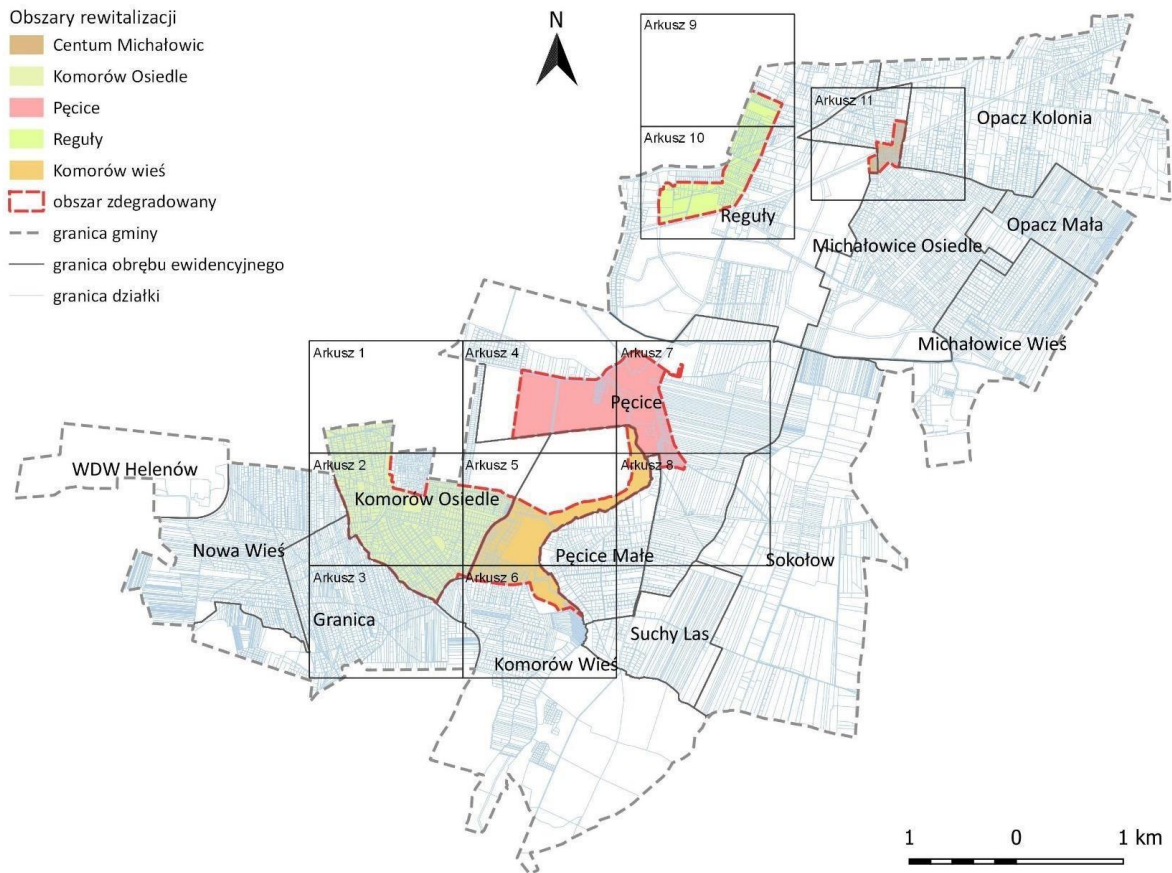 Obszary rewitalizacji
Centum Michałowic
Komorów Osiedle
Pęcice
Reguły
Komorów wieś
obszar zdegradowany
granica gminy
granica obrębu ewidencyjnego
granica działki
N
Arkusz 9
Arkusz 11
Opacz Kolonia
Arkusz 10
Reguły
Opacz Mała
Michałowice Osiedle
Michałowice Wieś
Arkusz 1
Arkusz 4
Arkusz 7
Pęcice
WDW Helenów
Arkusz 2
Arkusz 5
Arkusz 8
Komorów Osiedle
Nowa Wieś
Pęcice Małe
Sokołow
Arkusz 3
Arkusz 6
Granica
Suchy Las
Komorów Wieś
1 0 1 km